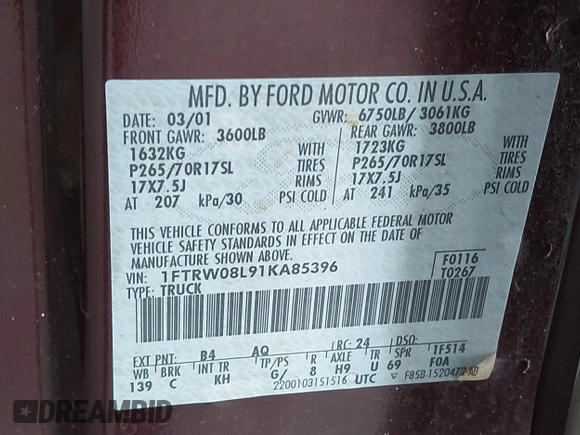 MFD. BY FORD MOTOR CO. IN U.S.A.
DATE: 03/01 GVWR: 6750LB/ 3061KG
FRONT GAWR: 3600LB REAR GAWR: 3800LB
1632KG WITH 1723KG WITH
P265/70R17SL TIRES P265/70R17SL TIRES
17X7.5J RIMS 17X7.5J RIMS
AT 207 kPa/30 PSI COLD AT 241 kPa/35 PSI COLD
THIS VEHICLE CONFORMS TO ALL APPLICABLE FEDERAL MOTOR
VEHICLE SAFETY STANDARDS IN EFFECT ON THE DATE OF
MANUFACTURE SHOWN ABOVE.
VIN: 1FTRW08L91KA85396 F0116
TYPE: TRUCK T0267
EXT PNT: B4 AQ RC: 24 DSO:
WB BRK INT TR TP/PS R AXLE TR SPR 1F514
139 C KH G/ 8 H9 U 69 F0A
2200103151516 UTC F85B-1520472-AB
DREAMBID